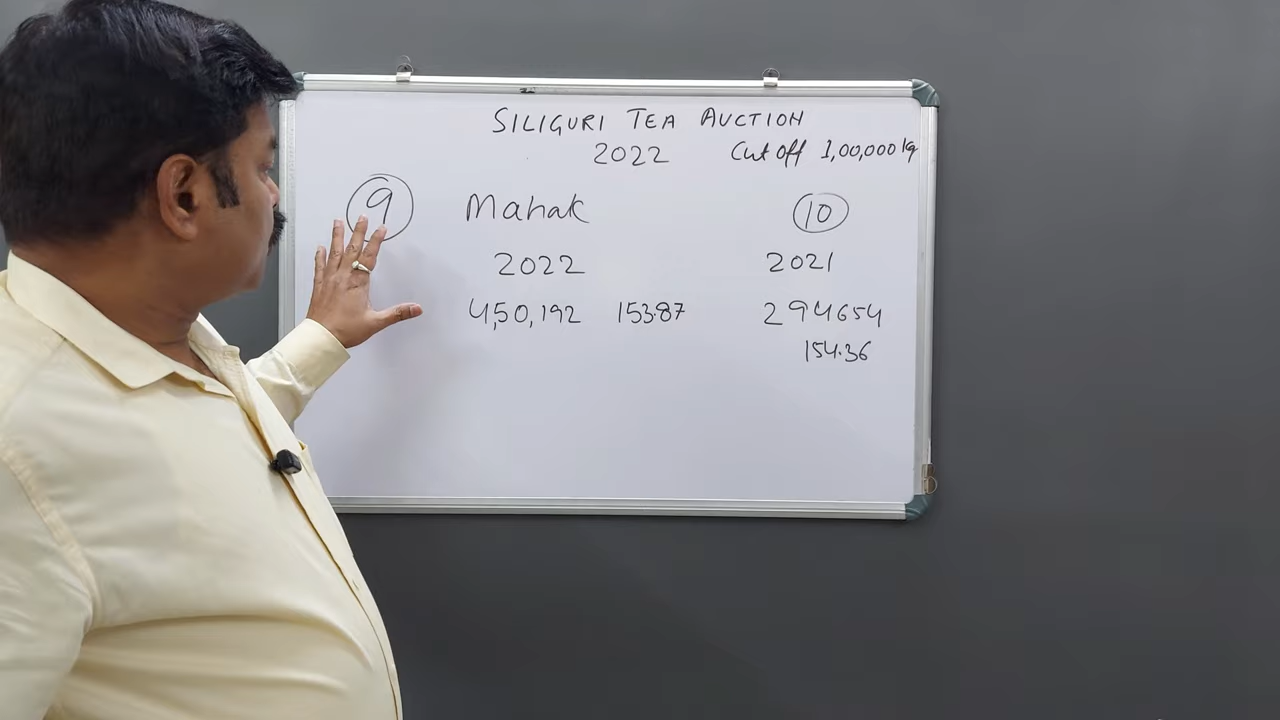 SILIGURI TEA AUCTION
2022 Cut off 1,00,000 kg
9 Mahak 10
2022 2021
4,50,192 153.87 294654
154.36